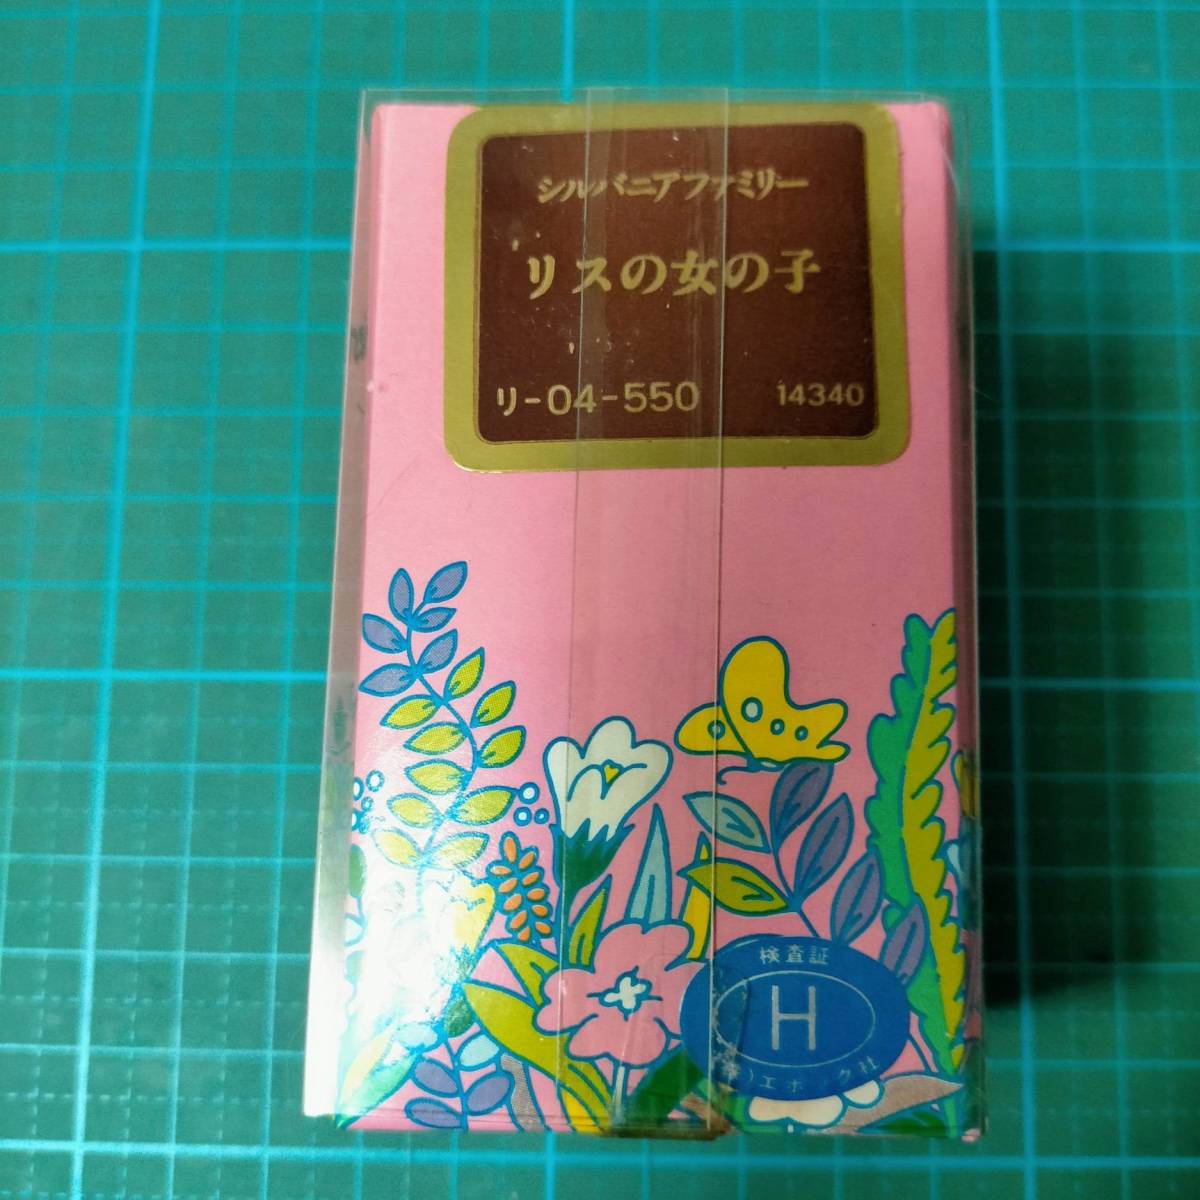 シルバニアファミリー
リスの女の子
リ-04-550 14340
検査証
H
(株)エポック社